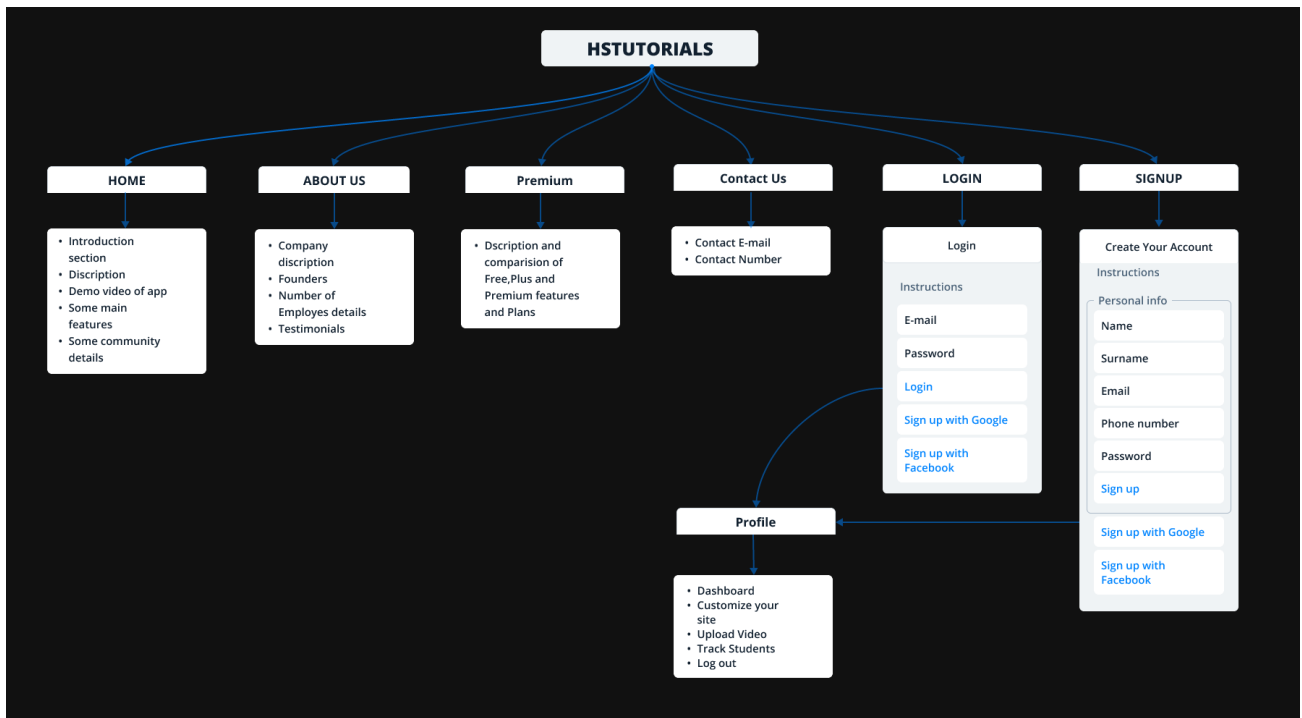 HSTUTORIALS
HOME
ABOUT US
Premium
Contact Us
LOGIN
SIGNUP
• Introduction
section
• Discription
• Demo video of app
• Some main
features
• Some community
details
• Company
discription
• Founders
• Number of
Employes details
• Testimonials
• Dscription and
comparision of
Free,Plus and
Premium features
and Plans
• Contact E-mail
• Contact Number
Login
Instructions
E-mail
Password
Login
Sign up with Google
Sign up with
Facebook
Create Your Account
Instructions
Personal info
Name
Surname
Email
Phone number
Password
Sign up
Sign up with Google
Sign up with
Facebook
Profile
• Dashboard
• Customize your
site
• Upload Video
• Track Students
• Log out